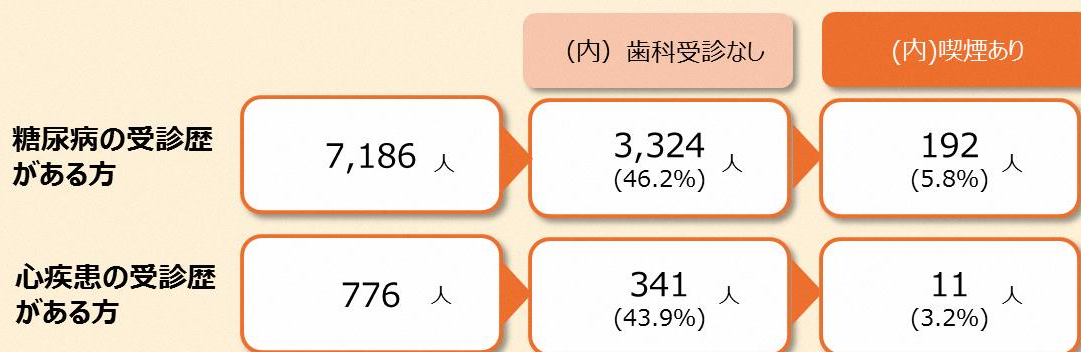 (内) 歯科受診なし
(内)喫煙あり
糖尿病の受診歴
がある方
7,186 人
3,324 人
(46.2%)
192 人
(5.8%)
心疾患の受診歴
がある方
776 人
341 人
(43.9%)
11 人
(3.2%)